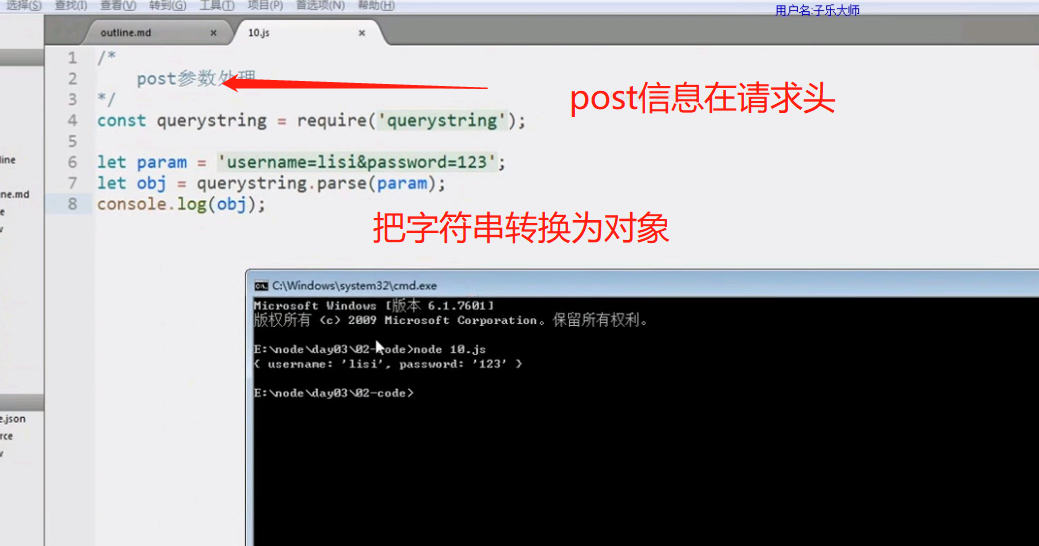 选择(S) 查找(I) 查看(V) 转到(G) 工具(T) 项目(P) 首选项(N) 帮助(H)
用户名:子乐大师
outline.md × 10.js ×
1 /*
2 post参数处理
3 */
4 const querystring = require('querystring');
5
6 let param = 'username=lisi&password=123';
7 let obj = querystring.parse(param);
8 console.log(obj);
post信息在请求头
把字符串转换为对象
line
ne.md
e
v
e.json
rce
v
C:\Windows\system32\cmd.exe
Microsoft Windows [版本 6.1.7601]
版权所有 (c) 2009 Microsoft Corporation。保留所有权利。
E:\node\day03\02-code>node 10.js
{ username: 'lisi', password: '123' }
E:\node\day03\02-code>